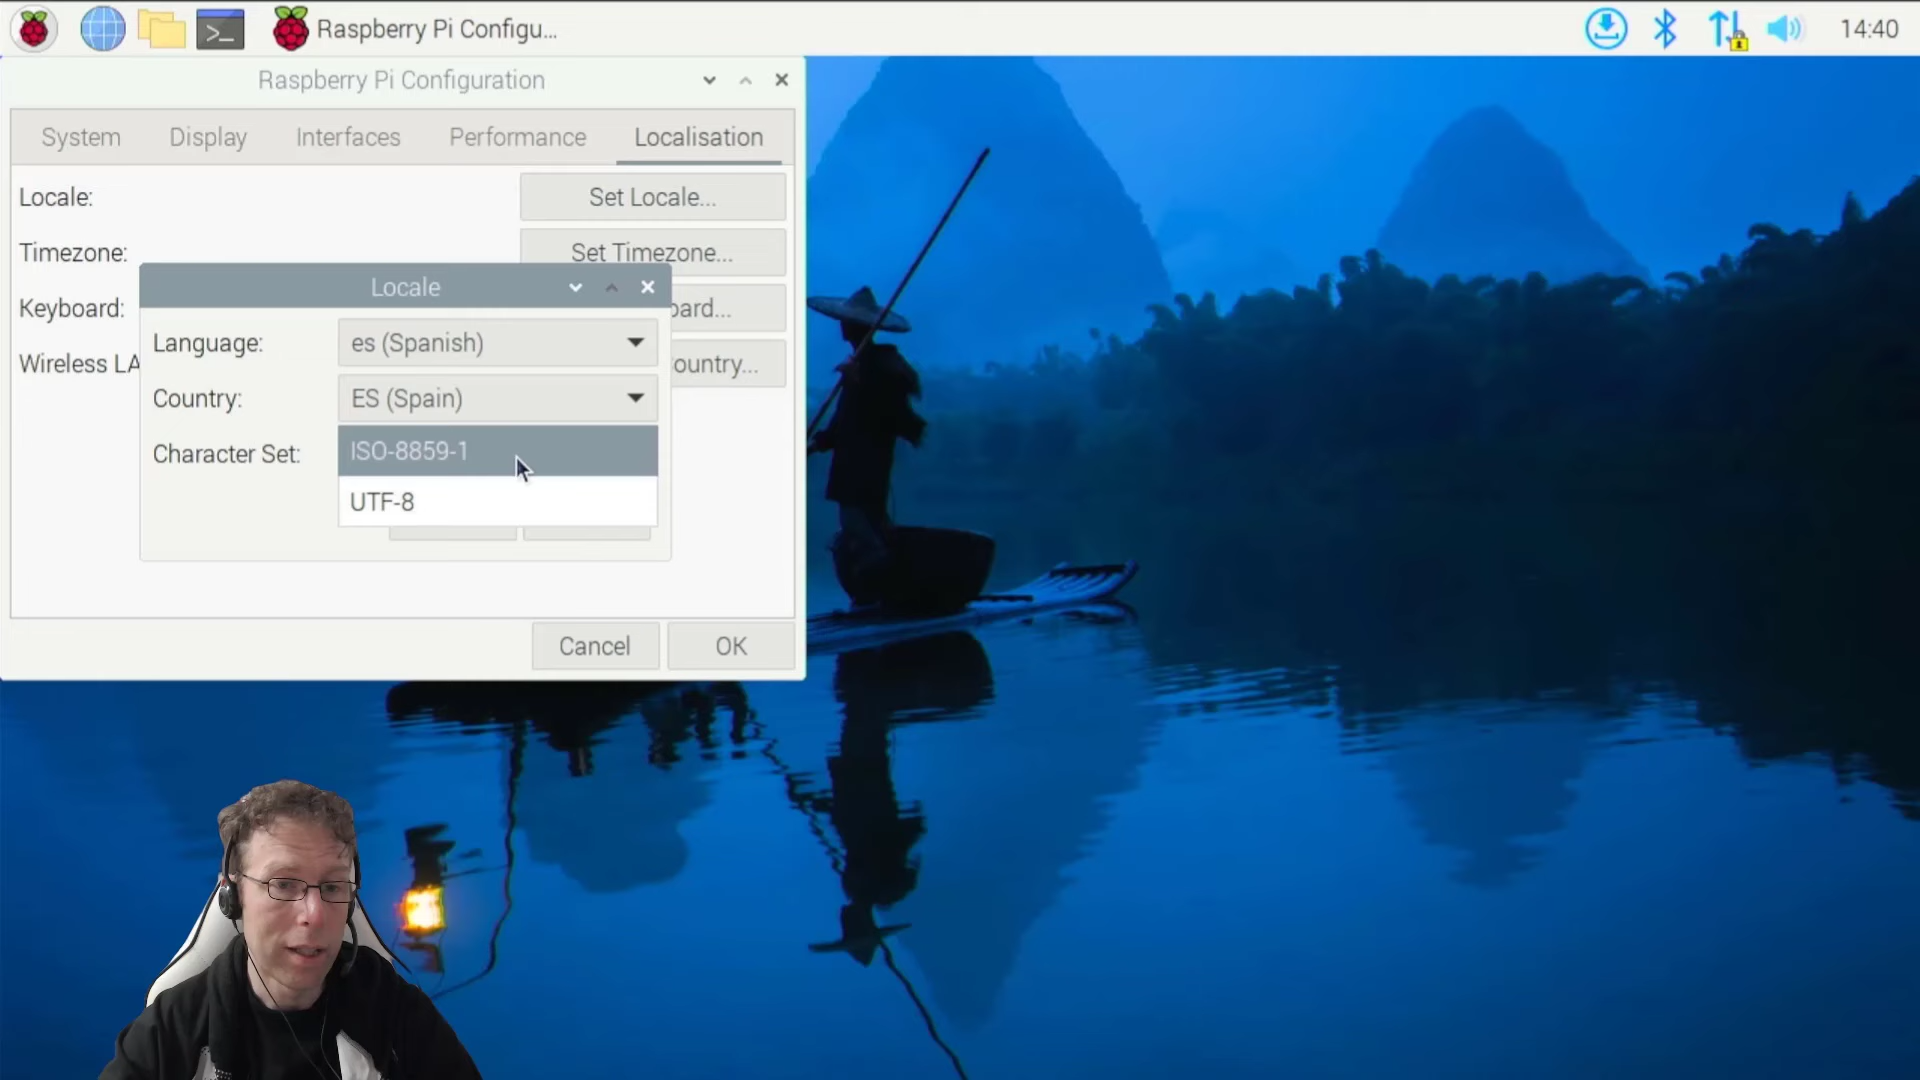 Raspberry Pi Configu...
14:40
Raspberry Pi Configuration
System
Display
Interfaces
Performance
Localisation
Locale:
Set Locale...
Timezone:
Set Timezone...
Locale
Keyboard:
oard...
Language:
es (Spanish)
Wireless LA
ountry...
Country:
ES (Spain)
Character Set:
ISO-8859-1
UTF-8
Cancel
OK